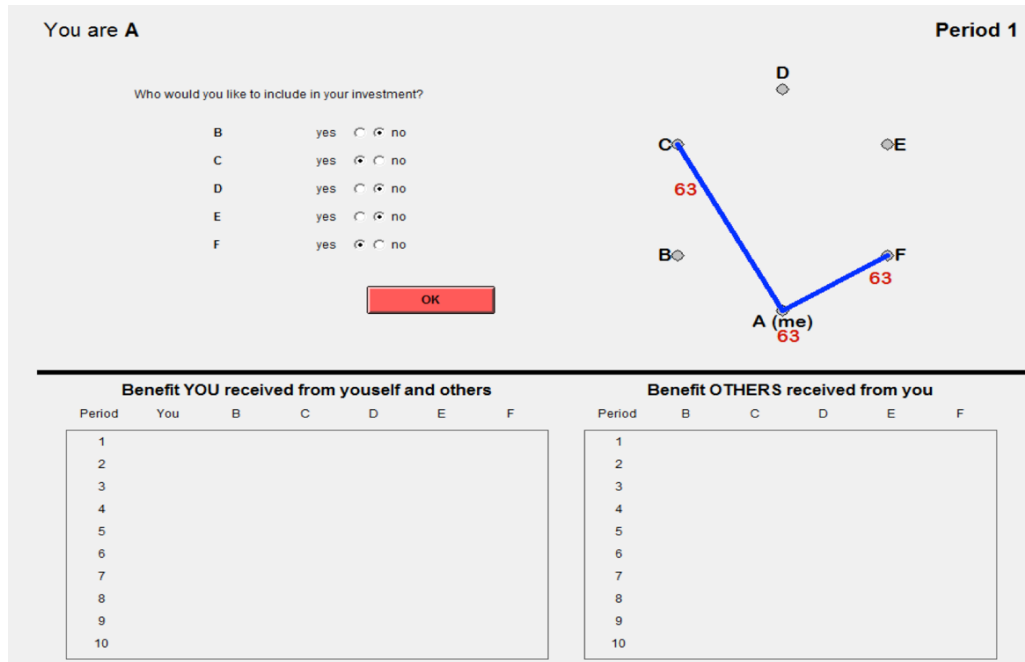 You are A
Period 1
Who would you like to include in your investment?
B yes no
C yes no
D yes no
E yes no
F yes no
OK
D
C E
63
B F
63
A (me)
63
Benefit YOU received from youself and others
Period You B C D E F
1
2
3
4
5
6
7
8
9
10
Benefit OTHERS received from you
Period B C D E F
1
2
3
4
5
6
7
8
9
10